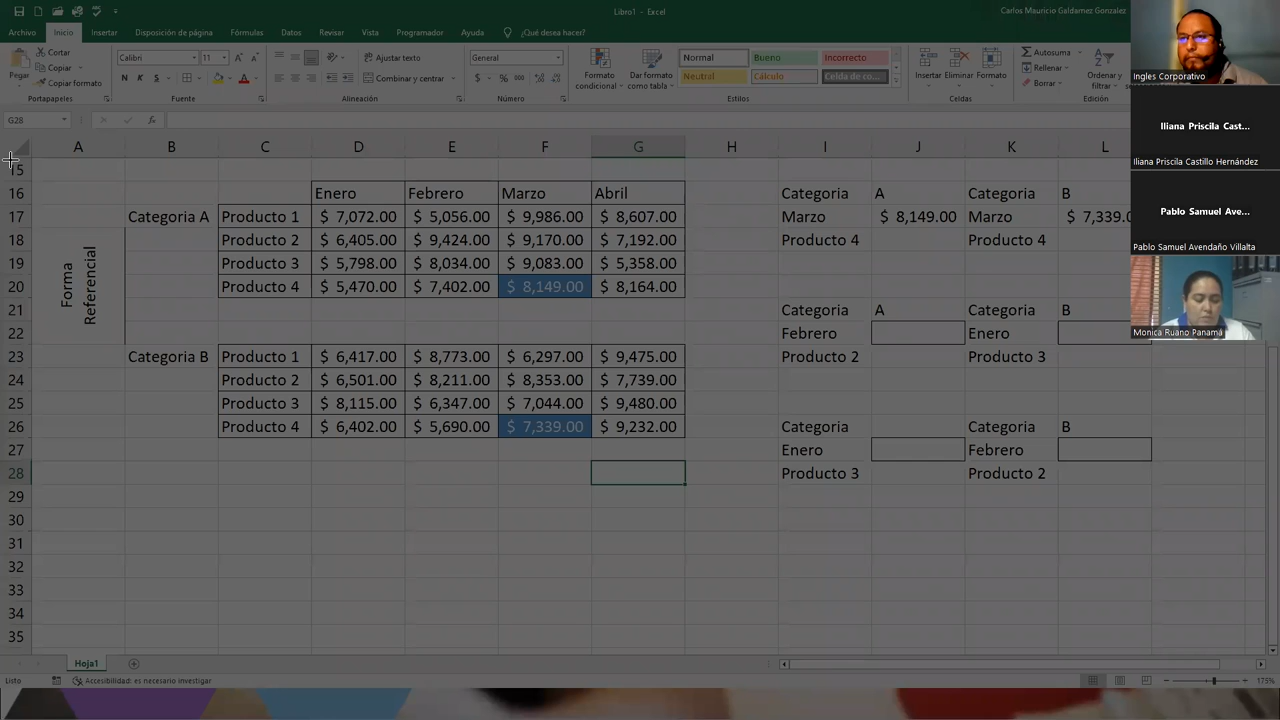 Libro1 - Excel
Carlos Mauricio Galdamez Gonzalez
Archivo Inicio Insertar Disposición de página Fórmulas Datos Revisar Vista Programador Ayuda ¿Qué desea hacer?
Pegar
Cortar
Copiar
Copiar formato
Portapapeles
Calibri 11
N K S
Fuente
Ajustar texto
Combinar y centrar
Alineación
General
$ % 000
Número
Formato condicional
Dar formato como tabla
Normal Bueno Incorrecto
Neutral Cálculo Celda de co...
Estilos
Insertar Eliminar Formato
Celdas
Autosuma
Rellenar
Borrar
Ordenar y filtrar
Edición
G28
fx
A B C D E F G H I J K L
15
16 Enero Febrero Marzo Abril Categoria A Categoria B
17 Categoria A Producto 1 $ 7,072.00 $ 5,056.00 $ 9,986.00 $ 8,607.00 Marzo $ 8,149.00 Marzo $ 7,339.0
18 Producto 2 $ 6,405.00 $ 9,424.00 $ 9,170.00 $ 7,192.00 Producto 4 Producto 4
19 Producto 3 $ 5,798.00 $ 8,034.00 $ 9,083.00 $ 5,358.00
20 Producto 4 $ 5,470.00 $ 7,402.00 $ 8,149.00 $ 8,164.00
Forma
Referencial
21 Categoria A Categoria B
22 Febrero Enero
23 Categoria B Producto 1 $ 6,417.00 $ 8,773.00 $ 6,297.00 $ 9,475.00 Producto 2 Producto 3
24 Producto 2 $ 6,501.00 $ 8,211.00 $ 8,353.00 $ 7,739.00
25 Producto 3 $ 8,115.00 $ 6,347.00 $ 7,044.00 $ 9,480.00
26 Producto 4 $ 6,402.00 $ 5,690.00 $ 7,339.00 $ 9,232.00 Categoria Categoria B
27 Enero Febrero
28 Producto 3 Producto 2
29
30
31
32
33
34
35
Hoja1
Listo
Accesibilidad: es necesario investigar
175%
Ingles Corporativo
Iliana Priscila Cast...
Iliana Priscila Castillo Hernández
Pablo Samuel Ave...
Pablo Samuel Avendaño Villalta
Monica Ruano Panamá